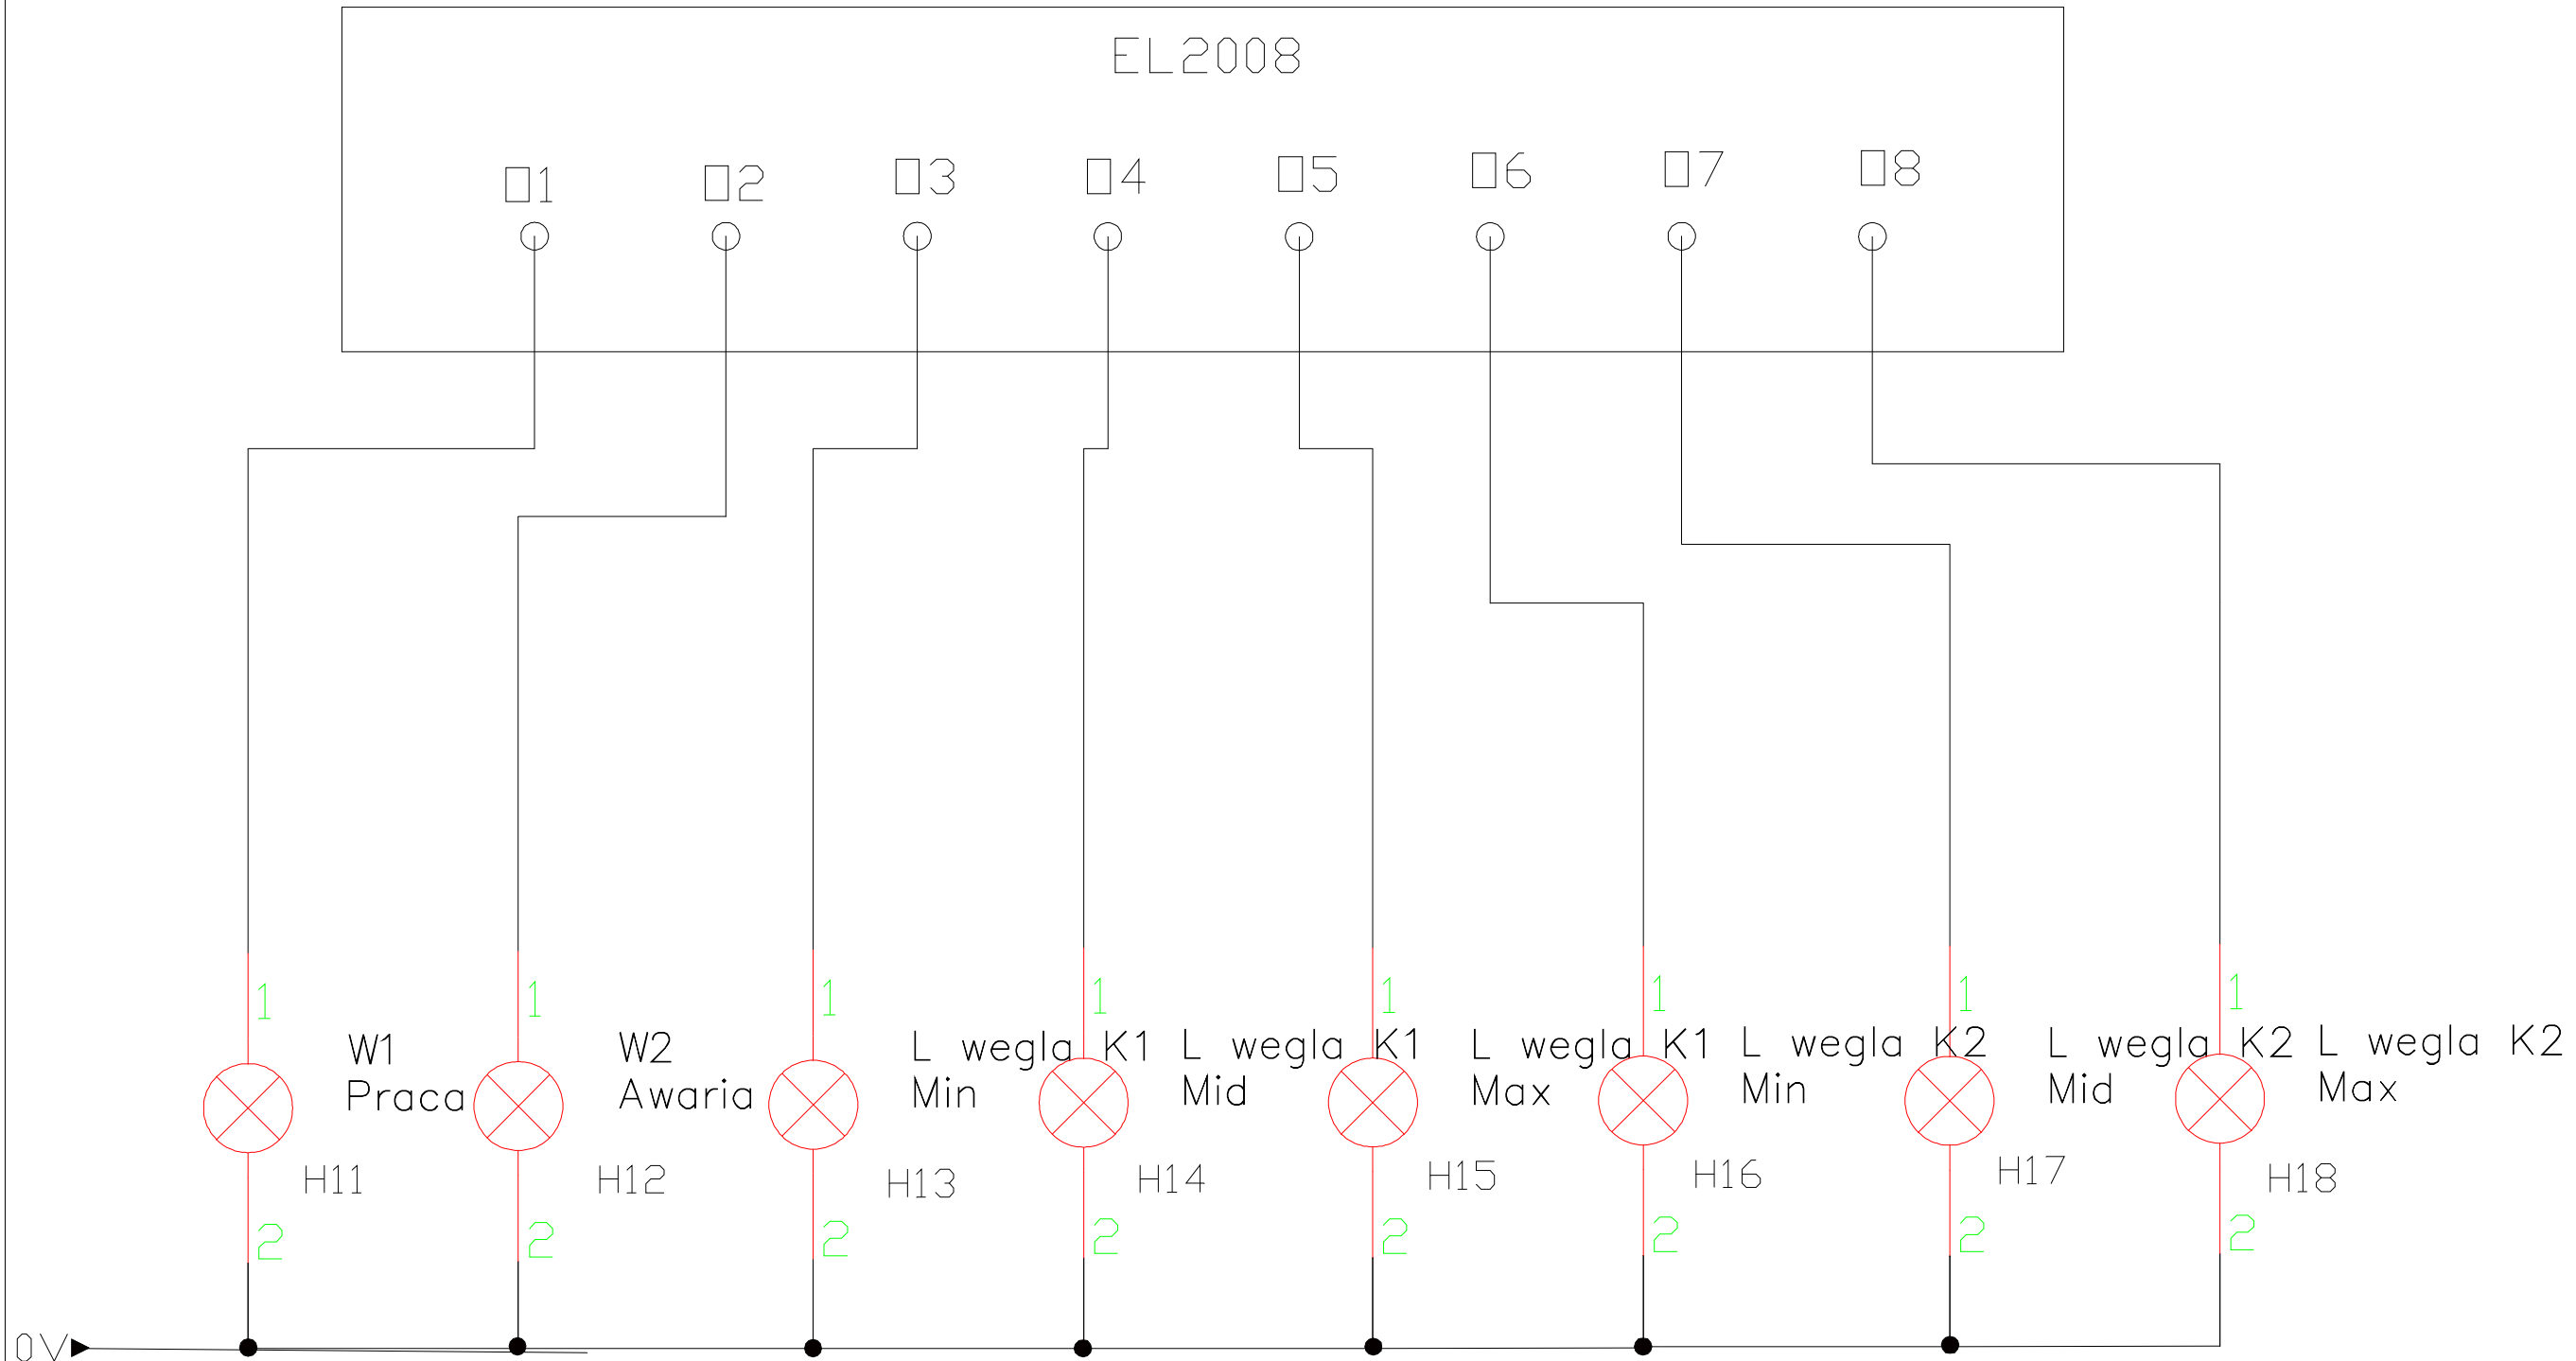 EL2008
O1 O2 O3 O4 O5 O6 O7 O8
1 1 1 1 1 1 1 1
W1
Praca
W2
Awaria
L wegla K1
Min
L wegla K1
Mid
L wegla K1
Max
L wegla K2
Min
L wegla K2
Mid
L wegla K2
Max
H11 H12 H13 H14 H15 H16 H17 H18
2 2 2 2 2 2 2 2
0V